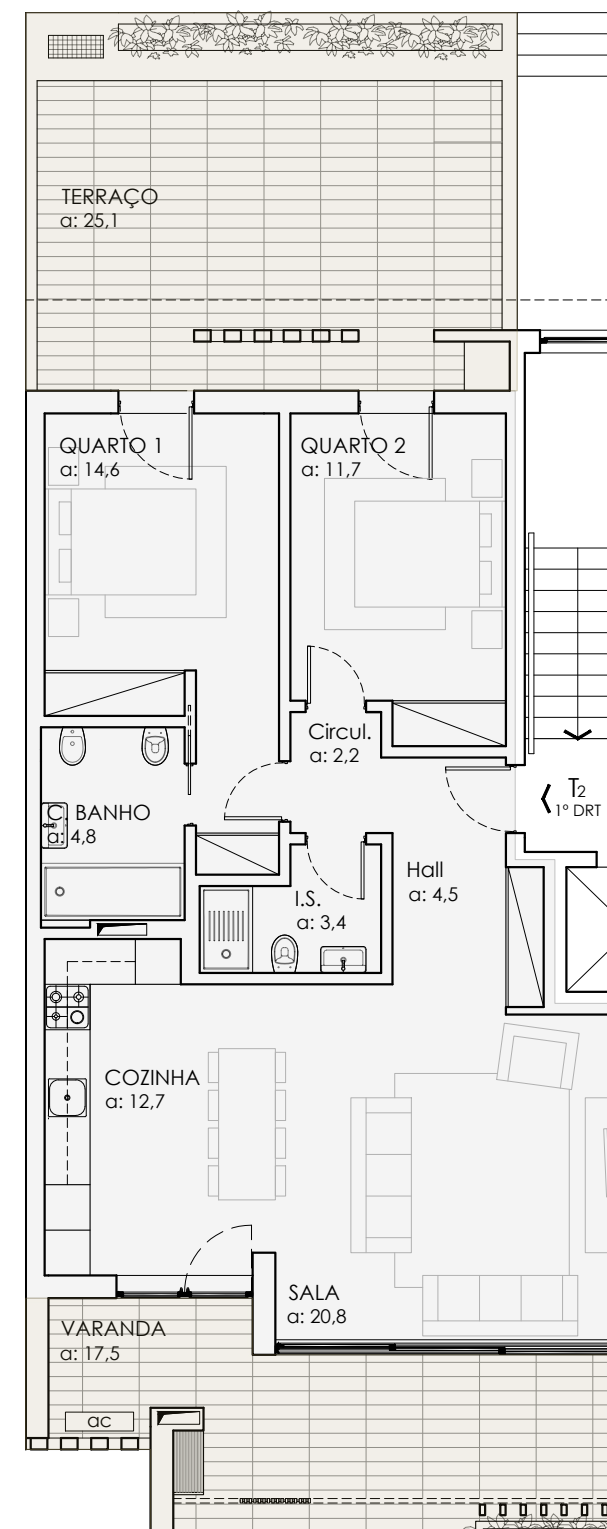 TERRAÇO
a: 25,1
QUARTO 1
a: 14,6
QUARTO 2
a: 11,7
Circul.
a: 2,2
T2
1º DRT
C. BANHO
a: 4,8
Hall
a: 4,5
I.S.
a: 3,4
COZINHA
a: 12,7
SALA
a: 20,8
VARANDA
a: 17,5
ac